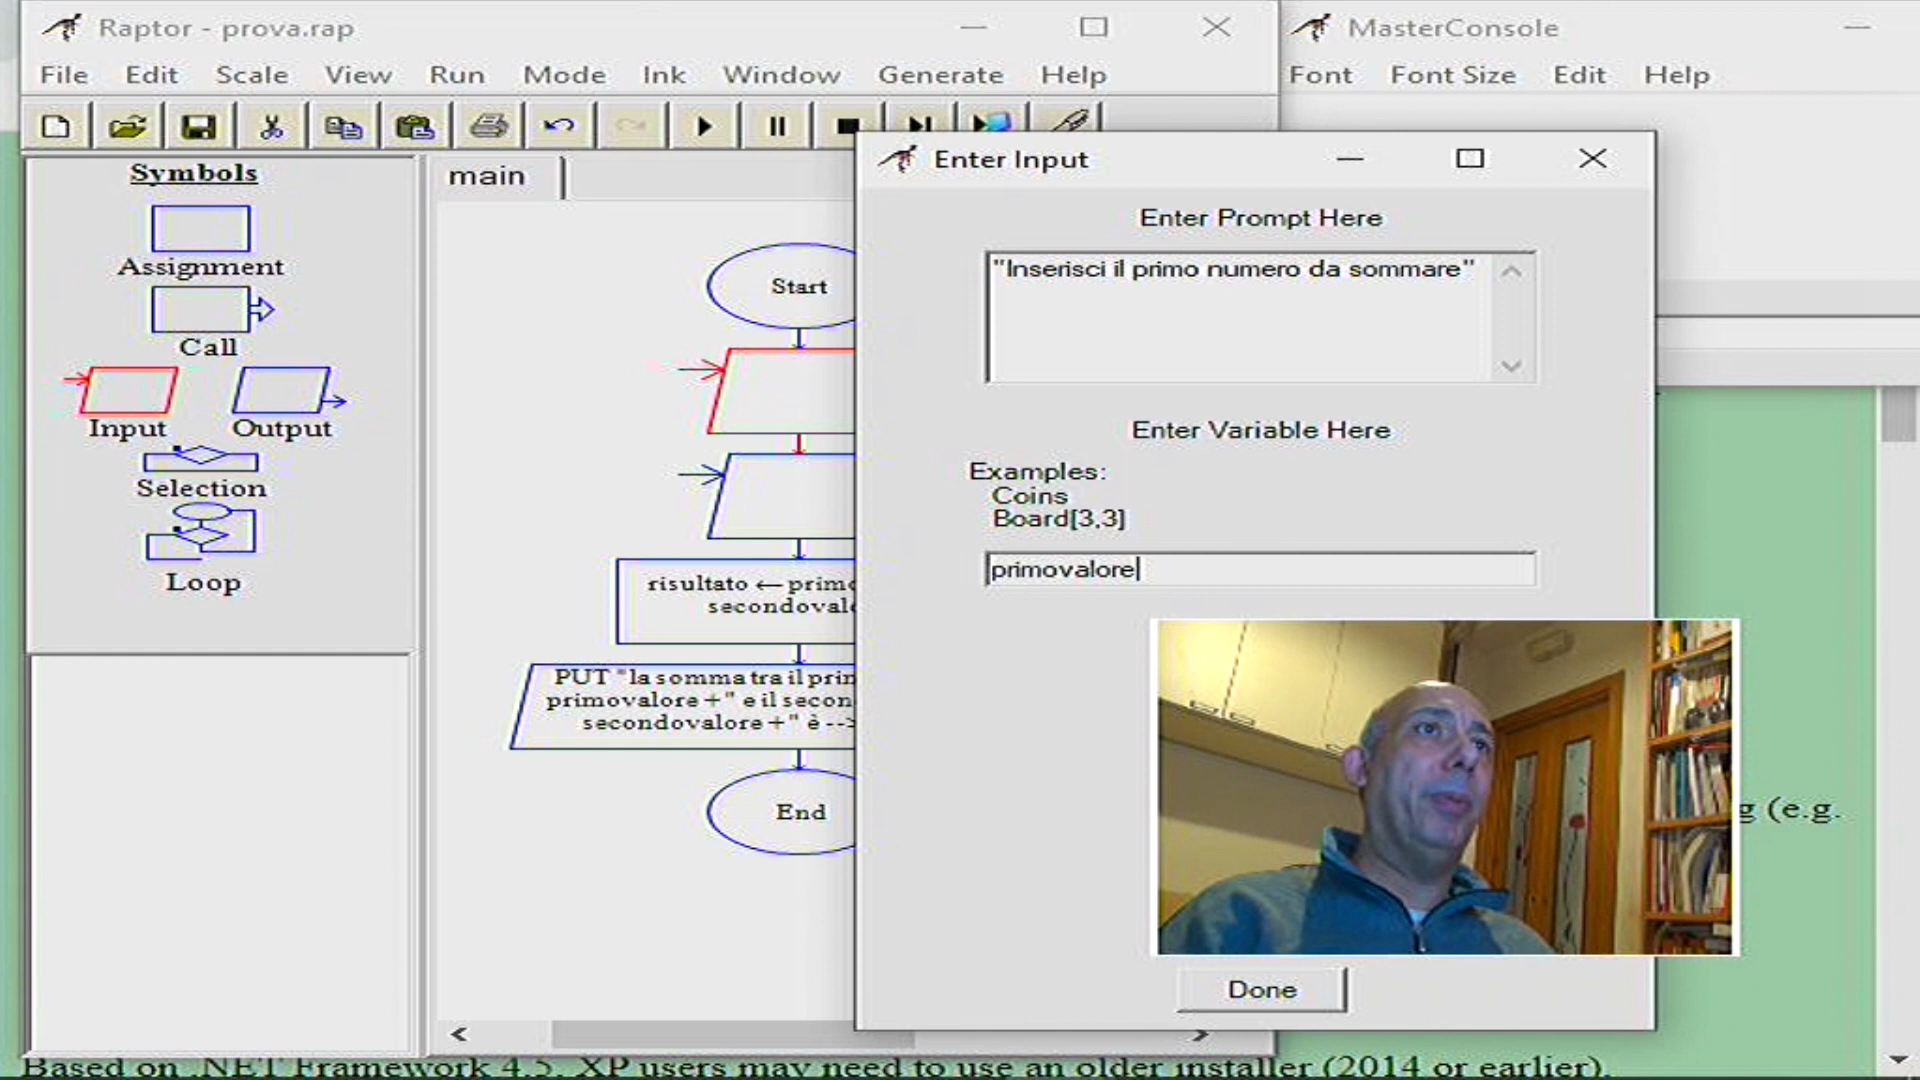 Raptor - prova.rap
File Edit Scale View Run Mode Ink Window Generate Help
MasterConsole
Font Font Size Edit Help
Symbols
Assignment
Call
Input Output
Selection
Loop
main
Start
risultato ← primo
secondovalo
PUT "la somma tra il prim
primovalore +" e il secon
secondovalore +" è -->
End
Enter Input
Enter Prompt Here
"Inserisci il primo numero da sommare"
Enter Variable Here
Examples:
Coins
Board[3,3]
primovalore
Done
g (e.g.
Based on .NET Framework 4.5. XP users may need to use an older installer (2014 or earlier).